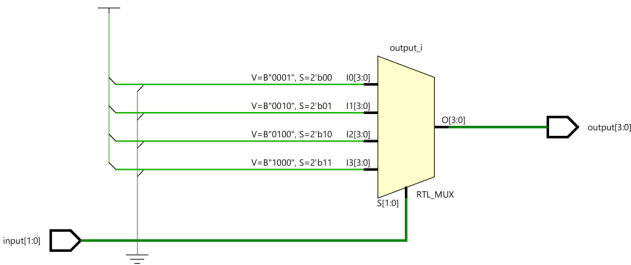 output_i
V=B"0001", S=2'b00 I0[3:0]
V=B"0010", S=2'b01 I1[3:0]
O[3:0]
output[3:0]
V=B"0100", S=2'b10 I2[3:0]
V=B"1000", S=2'b11 I3[3:0]
RTL_MUX
S[1:0]
input[1:0]